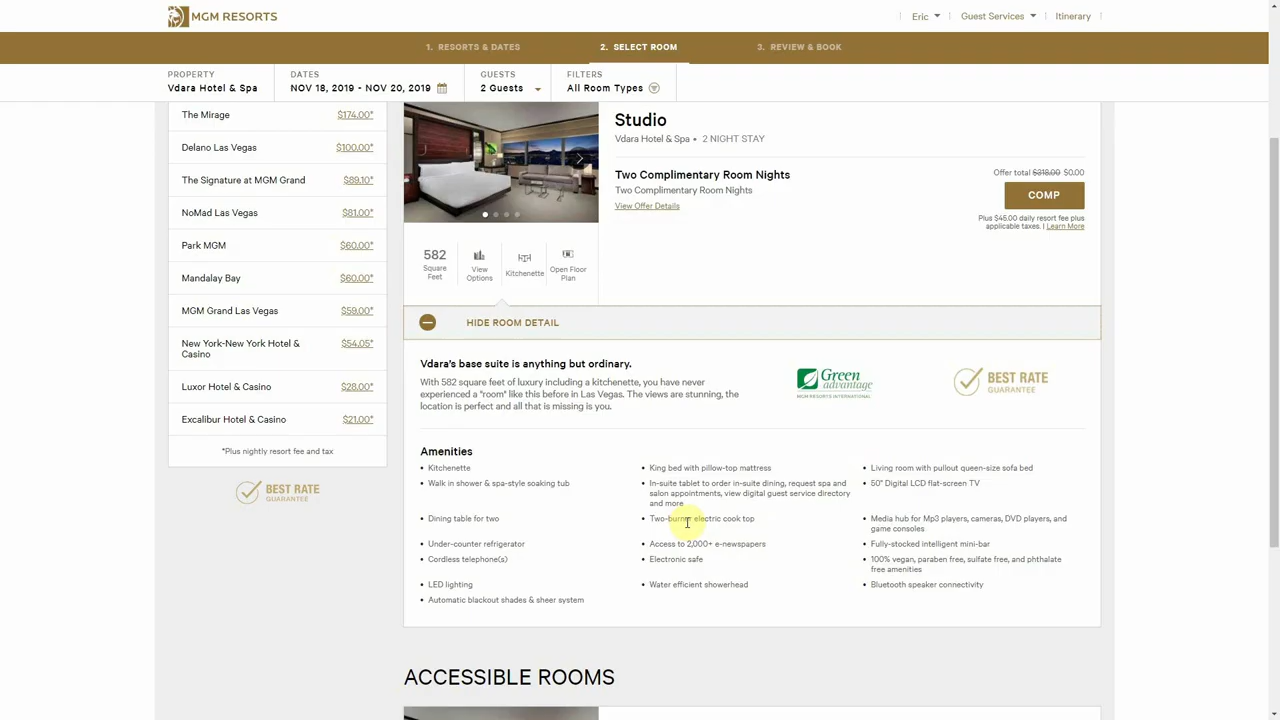 MGM RESORTS
Eric
Guest Services
Itinerary
1. RESORTS & DATES
2. SELECT ROOM
3. REVIEW & BOOK
PROPERTY
Vdara Hotel & Spa
DATES
NOV 18, 2019 - NOV 20, 2019
GUESTS
2 Guests
FILTERS
All Room Types
The Mirage $174.00*
Delano Las Vegas $100.00*
The Signature at MGM Grand $89.10*
NoMad Las Vegas $81.00*
Park MGM $60.00*
Mandalay Bay $60.00*
MGM Grand Las Vegas $59.00*
New York-New York Hotel & $54.05*
Casino
Luxor Hotel & Casino $28.00*
Excalibur Hotel & Casino $21.00*
*Plus nightly resort fee and tax
BEST RATE
GUARANTEE
Studio
Vdara Hotel & Spa • 2 NIGHT STAY
Two Complimentary Room Nights
Two Complimentary Room Nights
View Offer Details
Offer total $318.00 $0.00
COMP
Plus $45.00 daily resort fee plus
applicable taxes. | Learn More
582
Square
Feet
View
Options
Kitchenette
Open Floor
Plan
HIDE ROOM DETAIL
Vdara's base suite is anything but ordinary.
With 582 square feet of luxury including a kitchenette, you have never
experienced a "room" like this before in Las Vegas. The views are stunning, the
location is perfect and all that is missing is you.
Green
advantage
MGM RESORTS INTERNATIONAL
BEST RATE
GUARANTEE
Amenities
• Kitchenette
• King bed with pillow-top mattress
• Living room with pullout queen-size sofa bed
• Walk in shower & spa-style soaking tub
• In-suite tablet to order in-suite dining, request spa and
salon appointments, view digital guest service directory
and more
• 50" Digital LCD flat-screen TV
• Dining table for two
• Two-burner electric cook top
• Media hub for Mp3 players, cameras, DVD players, and
game consoles
• Under-counter refrigerator
• Access to 2,000+ e-newspapers
• Fully-stocked intelligent mini-bar
• Cordless telephone(s)
• Electronic safe
• 100% vegan, paraben free, sulfate free, and phthalate
free amenities
• LED lighting
• Water efficient showerhead
• Bluetooth speaker connectivity
• Automatic blackout shades & sheer system
ACCESSIBLE ROOMS